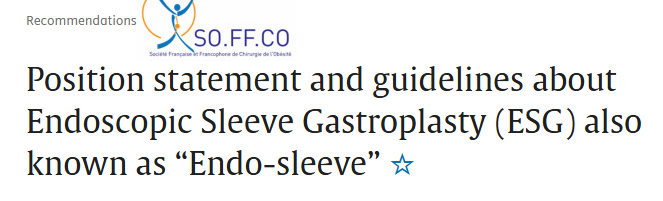 Recommendations
SO.FF.CO
Société Française et Francophone de Chirurgie de l'Obésité
Position statement and guidelines about
Endoscopic Sleeve Gastroplasty (ESG) also
known as “Endo-sleeve” ☆